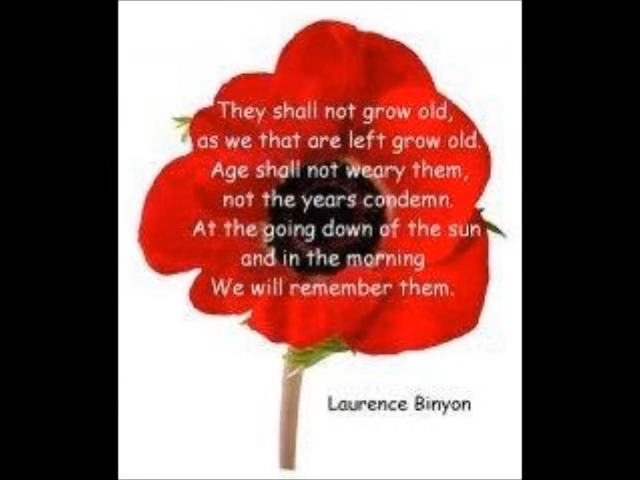 They shall not grow old,
as we that are left grow old.
Age shall not weary them,
not the years condemn.
At the going down of the sun
and in the morning
We will remember them.
Laurence Binyon